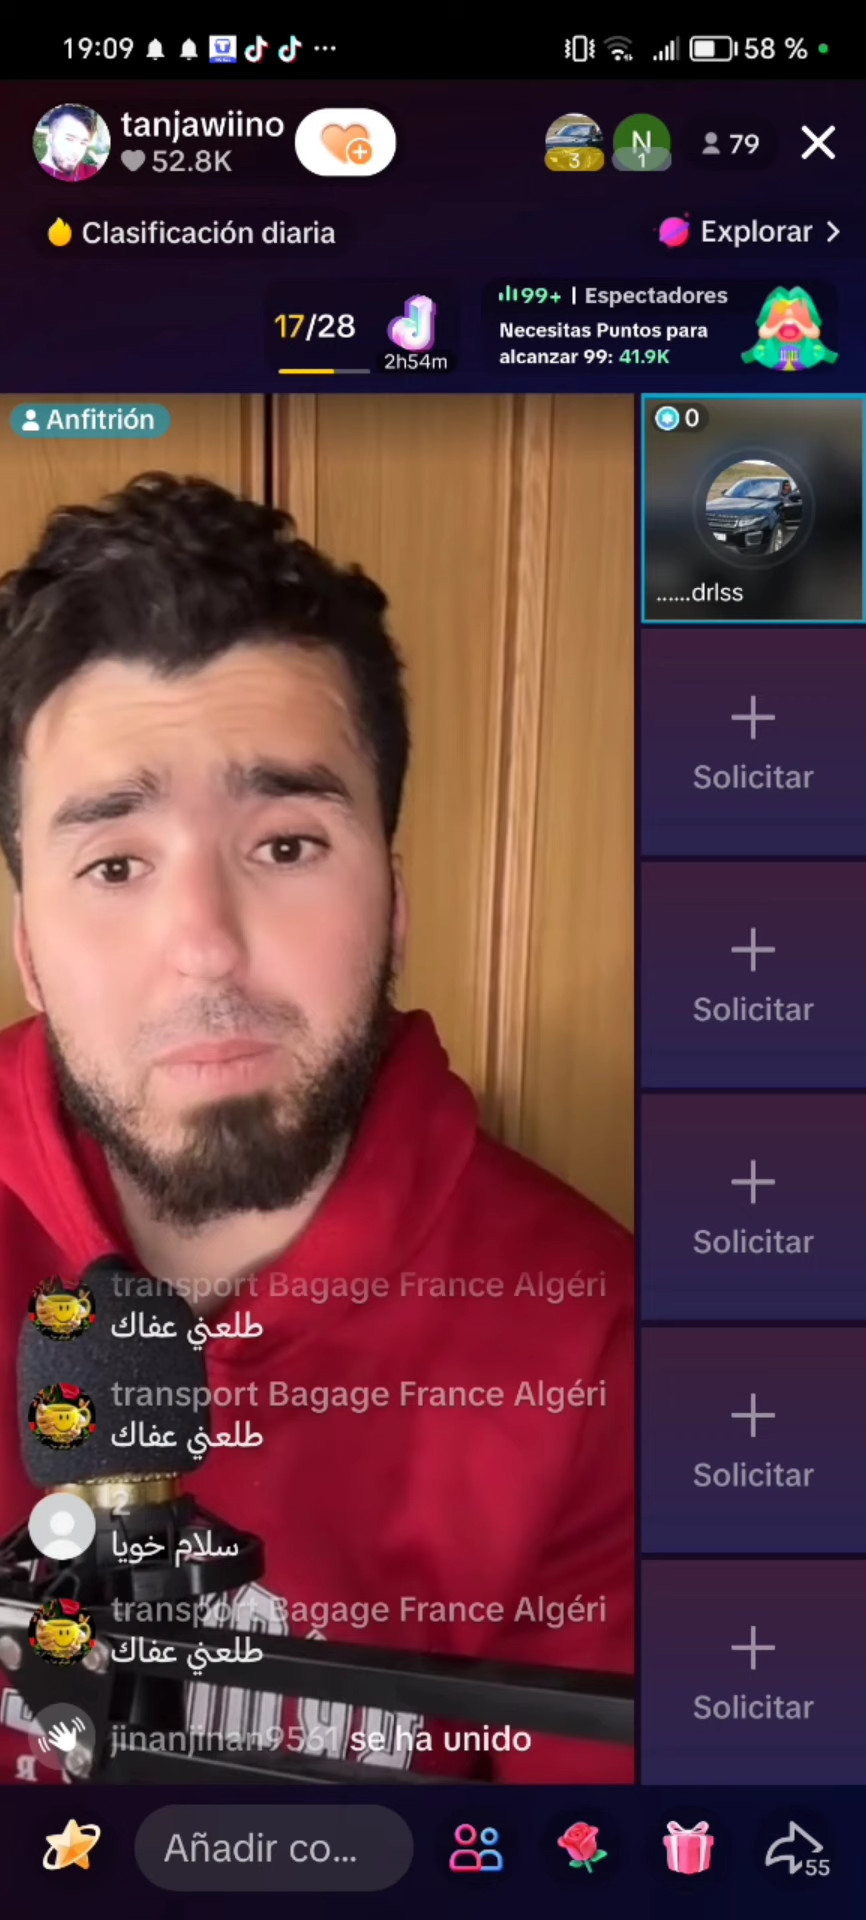 19:09
58 %
tanjawiino
52.8K
3
N
1
79
Clasificación diaria
Explorar
17/28
2h54m
99+ | Espectadores
Necesitas Puntos para
alcanzar 99: 41.9K
Anfitrión
0
......drlss
Solicitar
Solicitar
Solicitar
Solicitar
Solicitar
transport Bagage France Algéri
طلعني عفاك
transport Bagage France Algéri
طلعني عفاك
2
سلام خويا
transport Bagage France Algéri
طلعني عفاك
jinanjinan9561 se ha unido
Añadir co...
55